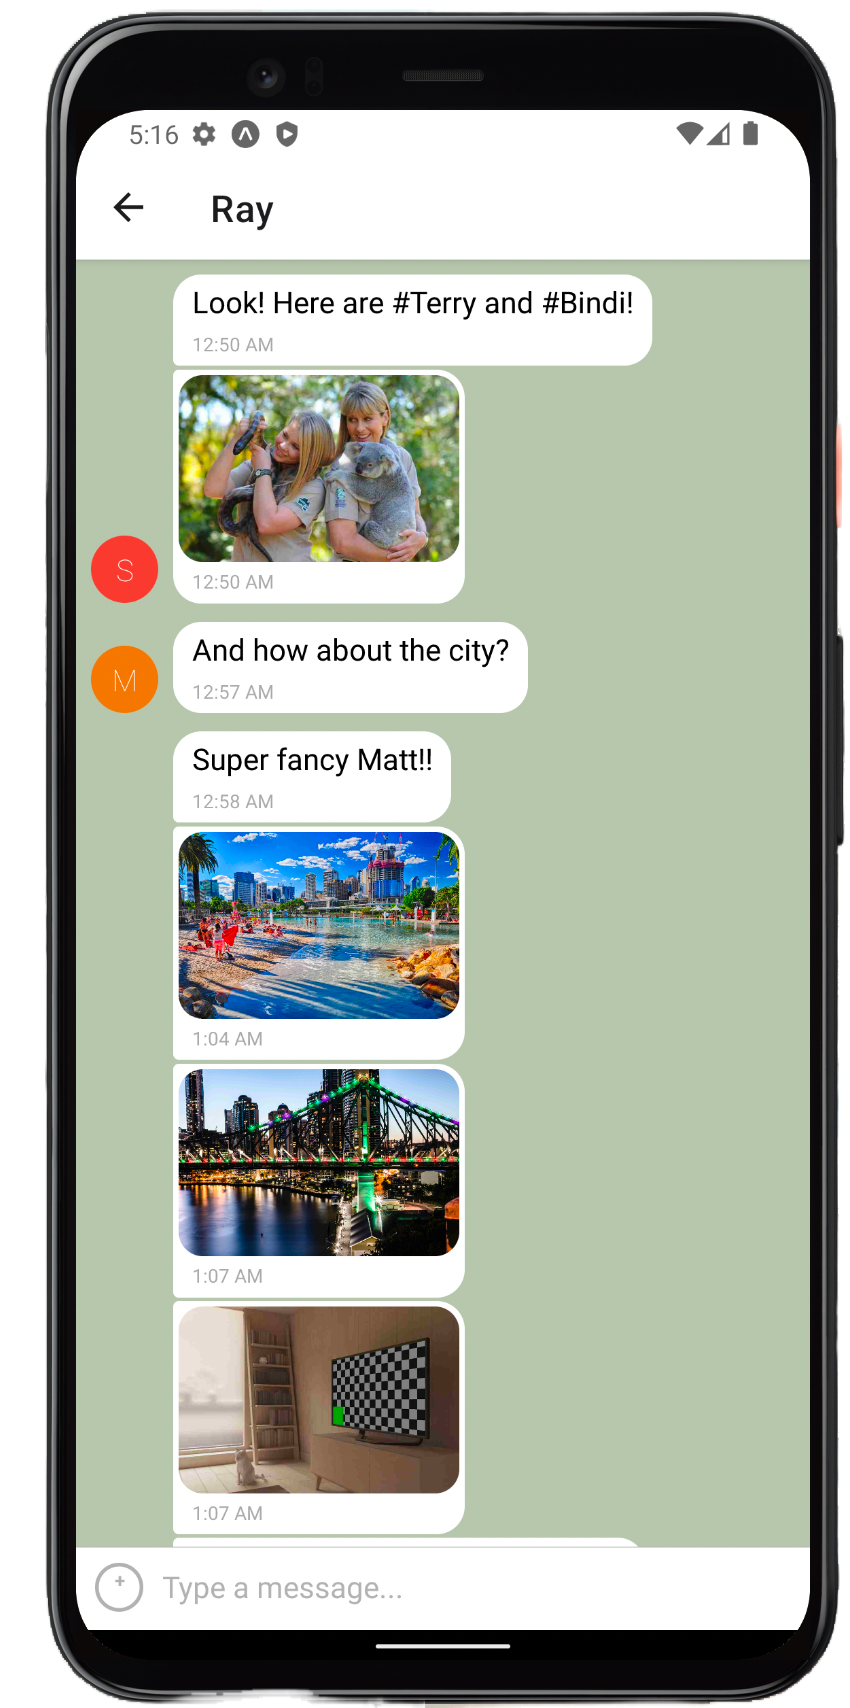 5:16
Ray
Look! Here are #Terry and #Bindi!
12:50 AM
12:50 AM
S
And how about the city?
12:57 AM
M
Super fancy Matt!!
12:58 AM
1:04 AM
1:07 AM
1:07 AM
Type a message...